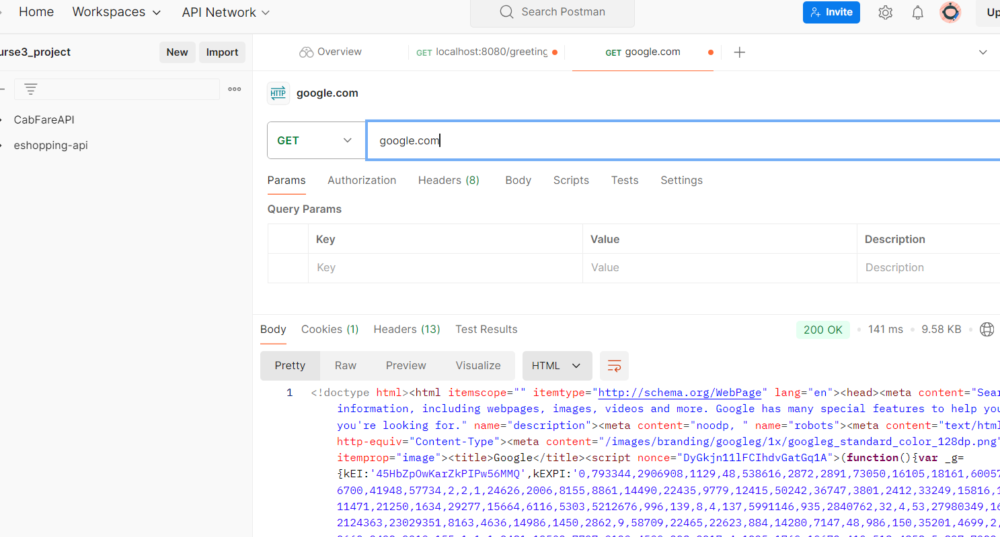 Home Workspaces API Network Search Postman Invite Up
urse3_project New Import Overview GET localhost:8080/greeting GET google.com
HTTP google.com
CabFareAPI
eshopping-api
GET google.com
Params Authorization Headers (8) Body Scripts Tests Settings
Query Params
Key Value Description
Key Value Description
Body Cookies (1) Headers (13) Test Results 200 OK 141 ms 9.58 KB
Pretty Raw Preview Visualize HTML
1 <!doctype html><html itemscope="" itemtype="http://schema.org/WebPage" lang="en"><head><meta content="Sear
information, including webpages, images, videos and more. Google has many special features to help you
you're looking for." name="description"><meta content="noodp, " name="robots"><meta content="text/html
http-equiv="Content-Type"><meta content="/images/branding/googleg/1x/googleg_standard_color_128dp.png"
itemprop="image"><title>Google</title><script nonce="DyGkjn11lFCIhdvGatGq1A">(function(){var _g=
{kEI:'45HbZpOwKarZkPIPw56MMQ',kEXPI:'0,793344,2906908,1129,48,538616,2872,2891,73050,16105,18161,60057
6700,41948,57734,2,2,1,24626,2006,8155,8861,14490,22435,9779,12415,50242,36747,3801,2412,33249,15816,1
11471,21250,1634,29277,15664,6116,5303,5212676,996,139,8,4,137,5991146,935,2840762,32,4,53,27980349,16
2124363,23029351,8163,4636,14986,1450,2862,9,58709,22465,22623,884,14280,7147,48,986,150,35201,4699,2,